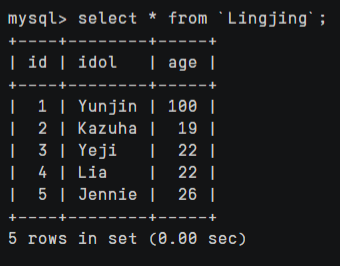 mysql> select * from `Lingjing`;
+----+--------+-----+
| id | idol   | age |
+----+--------+-----+
|  1 | Yunjin | 100 |
|  2 | Kazuha |  19 |
|  3 | Yeji   |  22 |
|  4 | Lia    |  22 |
|  5 | Jennie |  26 |
+----+--------+-----+
5 rows in set (0.00 sec)